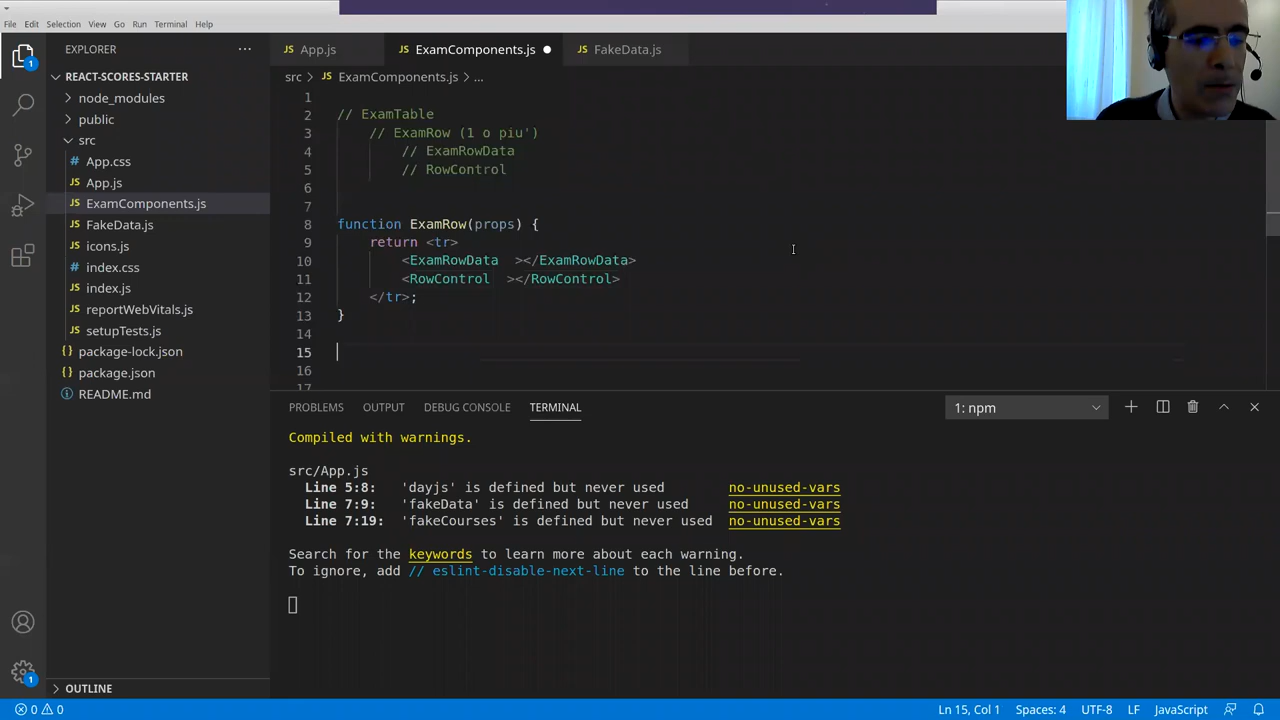 File Edit Selection View Go Run Terminal Help
EXPLORER ...
App.js
ExamComponents.js
FakeData.js
REACT-SCORES-STARTER
node_modules
public
src
App.css
App.js
ExamComponents.js
FakeData.js
icons.js
index.css
index.js
reportWebVitals.js
setupTests.js
package-lock.json
package.json
README.md
OUTLINE
1
1
src > ExamComponents.js > ...
1
2 // ExamTable
3 // ExamRow (1 o piu')
4 // ExamRowData
5 // RowControl
6
7
8 function ExamRow(props) {
9 return <tr>
10 <ExamRowData ></ExamRowData>
11 <RowControl ></RowControl>
12 </tr>;
13 }
14
15
16
17
PROBLEMS OUTPUT DEBUG CONSOLE TERMINAL 1: npm
Compiled with warnings.
src/App.js
Line 5:8: 'dayjs' is defined but never used no-unused-vars
Line 7:9: 'fakeData' is defined but never used no-unused-vars
Line 7:19: 'fakeCourses' is defined but never used no-unused-vars
Search for the keywords to learn more about each warning.
To ignore, add // eslint-disable-next-line to the line before.
0 0 Ln 15, Col 1 Spaces: 4 UTF-8 LF JavaScript